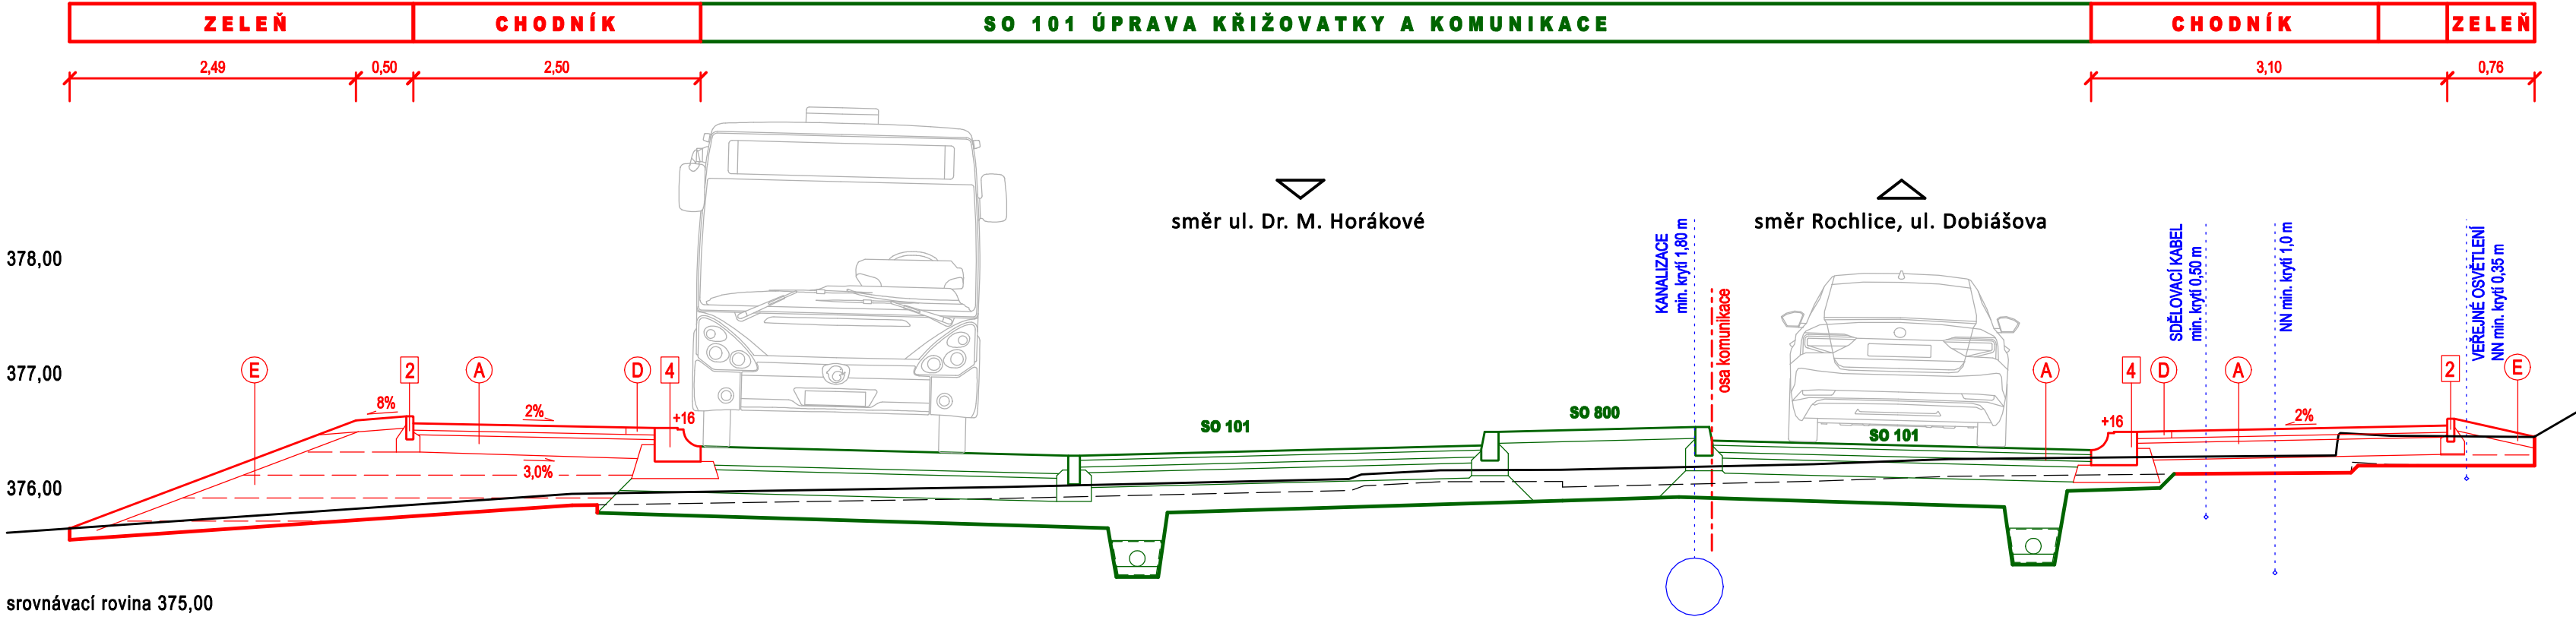 ZELEŇ
CHODNÍK
SO 101 ÚPRAVA KŘIŽOVATKY A KOMUNIKACE
CHODNÍK
ZELEŇ
2,49
0,50
2,50
3,10
0,76
směr ul. Dr. M. Horákové
směr Rochlice, ul. Dobiášova
KANALIZACE
min. krytí 1,80 m
osa komunikace
SDĚLOVACÍ KABEL
min. krytí 0,50 m
NN min. krytí 1,0 m
VEŘEJNÉ OSVĚTLENÍ
NN min. krytí 0,35 m
378,00
377,00
E
2
A
D
4
A
4
D
A
2
E
8%
2%
+16
SO 101
SO 800
SO 101
+16
2%
3,0%
376,00
srovnávací rovina 375,00